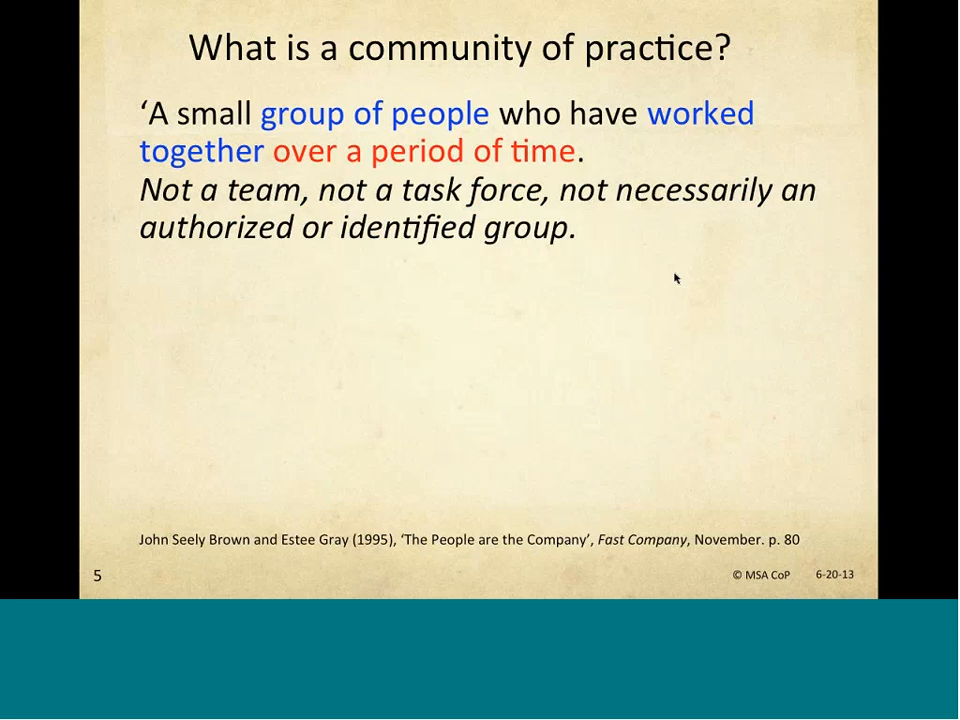 What is a community of practice?
‘A small group of people who have worked
together over a period of time.
Not a team, not a task force, not necessarily an
authorized or identified group.
John Seely Brown and Estee Gray (1995), ‘The People are the Company’, Fast Company, November. p. 80
5
© MSA CoP 6-20-13